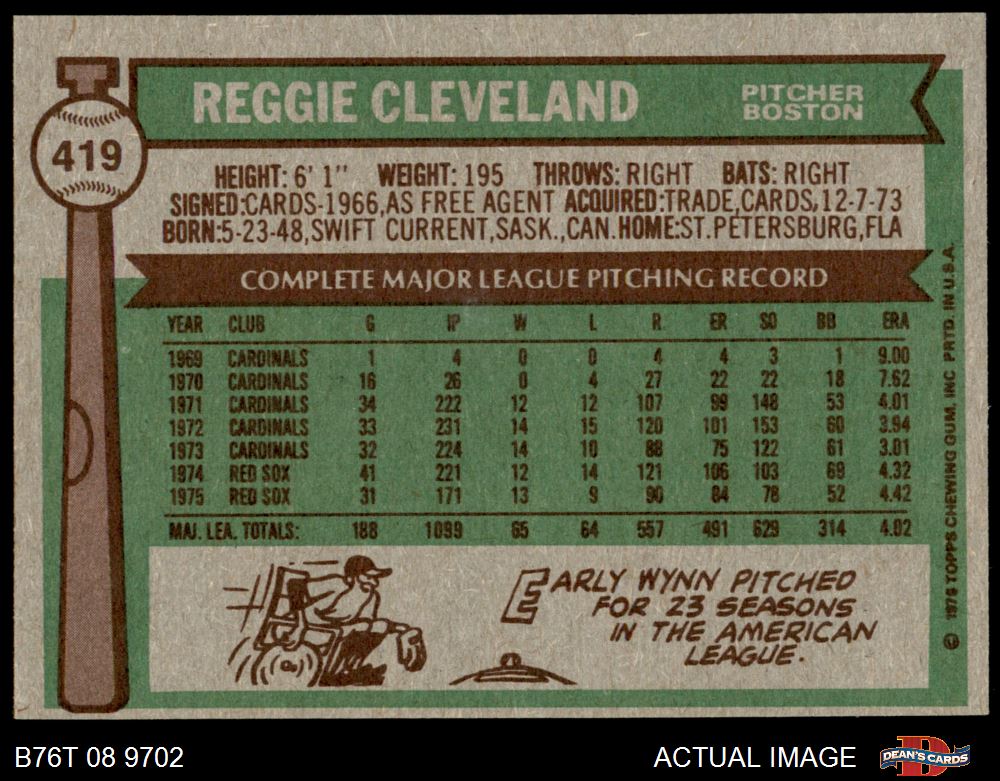 REGGIE CLEVELAND
PITCHER
BOSTON
419
HEIGHT: 6' 1" WEIGHT: 195 THROWS: RIGHT BATS: RIGHT
SIGNED:CARDS-1966,AS FREE AGENT ACQUIRED:TRADE,CARDS,12-7-73
BORN:5-23-48,SWIFT CURRENT,SASK.,CAN.HOME:ST.PETERSBURG,FLA
COMPLETE MAJOR LEAGUE PITCHING RECORD
YEAR CLUB G IP W L R ER SO BB ERA
1969 CARDINALS 1 4 0 0 4 4 3 1 9.00
1970 CARDINALS 16 26 0 4 27 22 22 18 7.62
1971 CARDINALS 34 222 12 12 107 99 148 53 4.01
1972 CARDINALS 33 231 14 15 120 101 153 60 3.94
1973 CARDINALS 32 224 14 10 88 75 122 61 3.01
1974 RED SOX 41 221 12 14 121 106 103 69 4.32
1975 RED SOX 31 171 13 9 90 84 78 52 4.42
MAJ. LEA. TOTALS: 188 1099 65 64 557 491 629 314 4.02
EARLY WYNN PITCHED
FOR 23 SEASONS
IN THE AMERICAN
LEAGUE.
© 1976 TOPPS CHEWING GUM, INC PRTD. IN U.S.A.
B76T 08 9702
ACTUAL IMAGE
DEAN'S CARDS